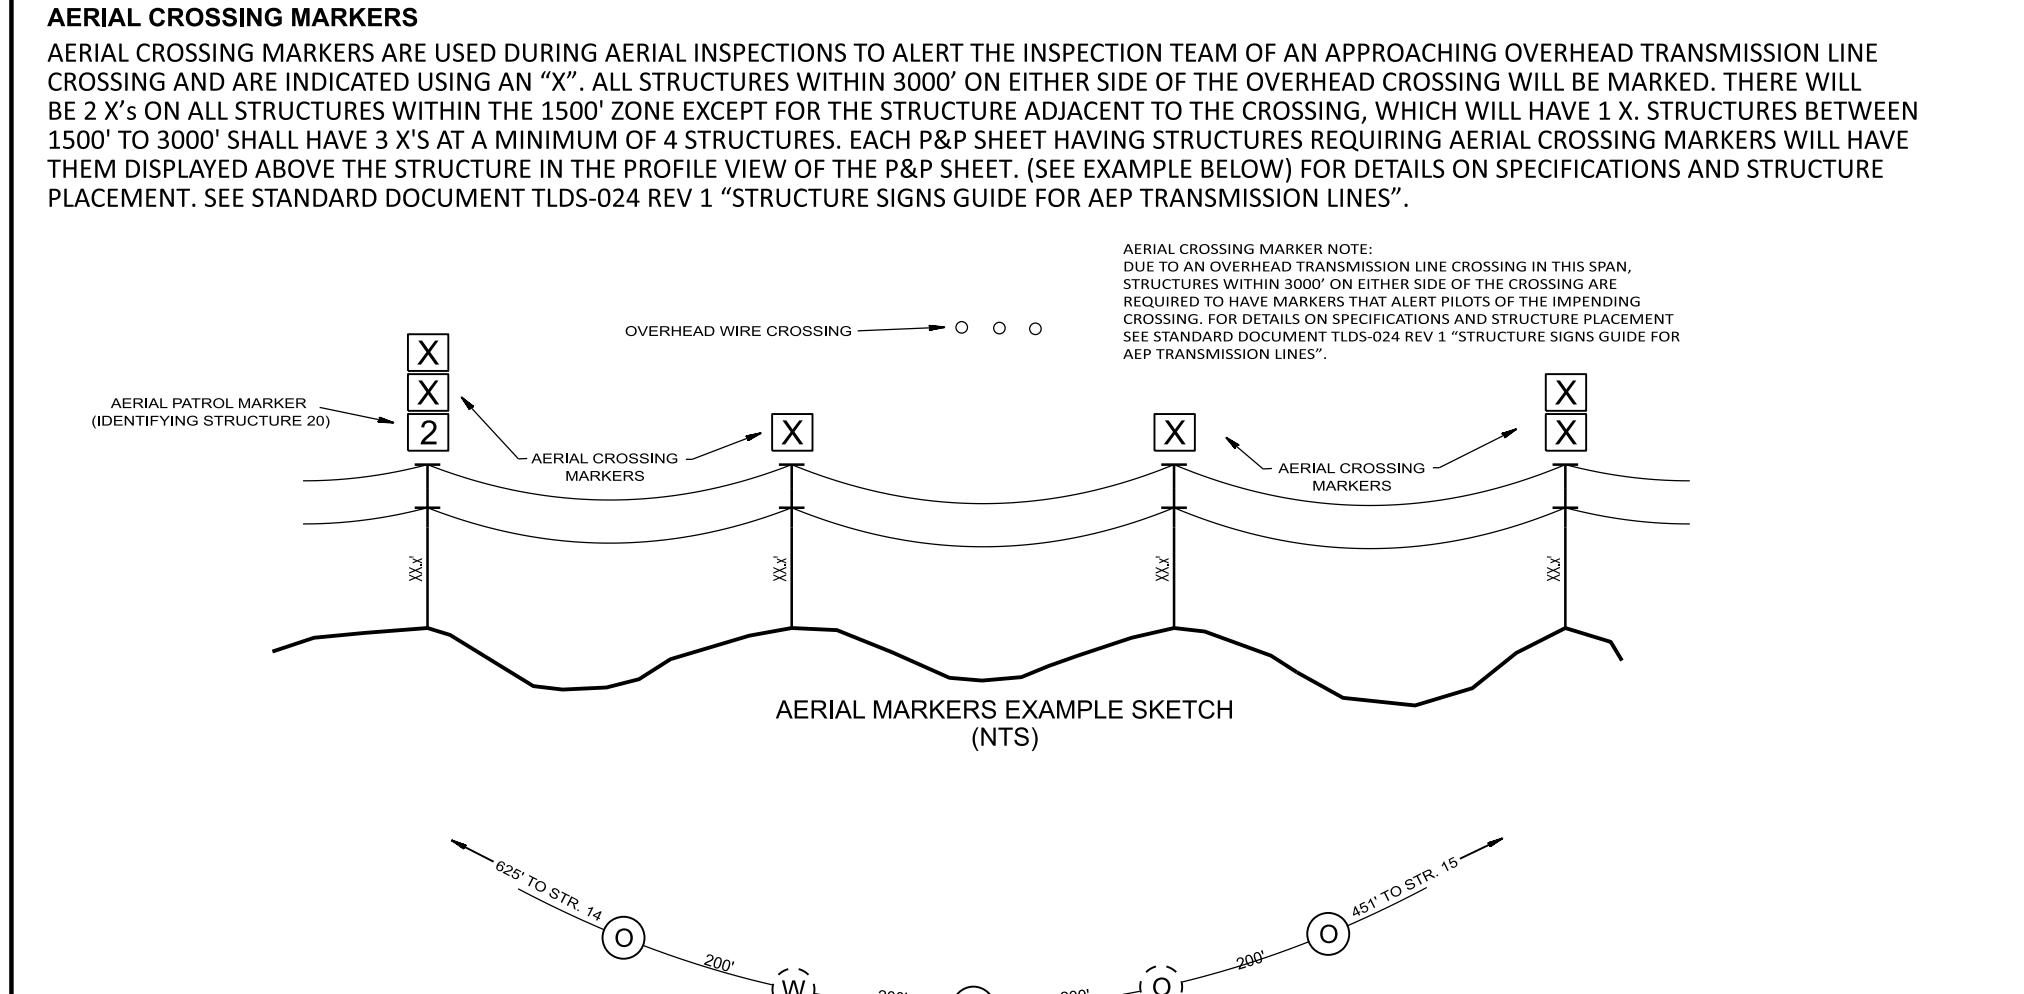 AERIAL CROSSING MARKERS
AERIAL CROSSING MARKERS ARE USED DURING AERIAL INSPECTIONS TO ALERT THE INSPECTION TEAM OF AN APPROACHING OVERHEAD TRANSMISSION LINE
CROSSING AND ARE INDICATED USING AN “X”. ALL STRUCTURES WITHIN 3000’ ON EITHER SIDE OF THE OVERHEAD CROSSING WILL BE MARKED. THERE WILL
BE 2 X’s ON ALL STRUCTURES WITHIN THE 1500' ZONE EXCEPT FOR THE STRUCTURE ADJACENT TO THE CROSSING, WHICH WILL HAVE 1 X. STRUCTURES BETWEEN
1500' TO 3000' SHALL HAVE 3 X'S AT A MINIMUM OF 4 STRUCTURES. EACH P&P SHEET HAVING STRUCTURES REQUIRING AERIAL CROSSING MARKERS WILL HAVE
THEM DISPLAYED ABOVE THE STRUCTURE IN THE PROFILE VIEW OF THE P&P SHEET. (SEE EXAMPLE BELOW) FOR DETAILS ON SPECIFICATIONS AND STRUCTURE
PLACEMENT. SEE STANDARD DOCUMENT TLDS-024 REV 1 “STRUCTURE SIGNS GUIDE FOR AEP TRANSMISSION LINES”.
AERIAL CROSSING MARKER NOTE:
DUE TO AN OVERHEAD TRANSMISSION LINE CROSSING IN THIS SPAN,
STRUCTURES WITHIN 3000’ ON EITHER SIDE OF THE CROSSING ARE
REQUIRED TO HAVE MARKERS THAT ALERT PILOTS OF THE IMPENDING
CROSSING. FOR DETAILS ON SPECIFICATIONS AND STRUCTURE PLACEMENT
SEE STANDARD DOCUMENT TLDS-024 REV 1 “STRUCTURE SIGNS GUIDE FOR
AEP TRANSMISSION LINES”.
OVERHEAD WIRE CROSSING
X
X
2
AERIAL PATROL MARKER
(IDENTIFYING STRUCTURE 20)
AERIAL CROSSING
MARKERS
X
X
AERIAL CROSSING
MARKERS
X
X
XX.x'
XX.x'
XX.x'
XX.x'
AERIAL MARKERS EXAMPLE SKETCH
(NTS)
625' TO STR. 14
451' TO STR. 15
O
O
200'
200'
W
O